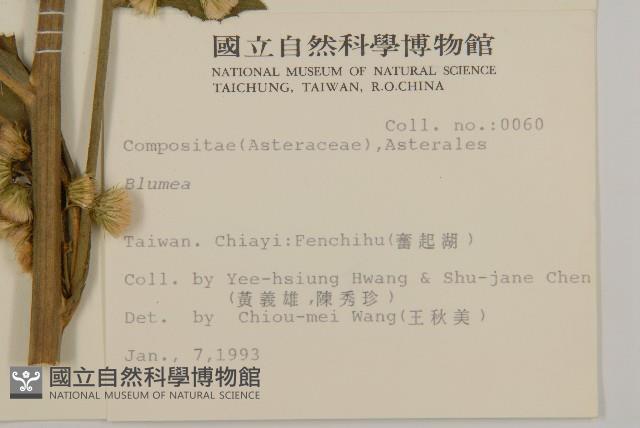 國立自然科學博物館
NATIONAL MUSEUM OF NATURAL SCIENCE
TAICHUNG, TAIWAN, R.O.CHINA
Coll. no.:0060
Compositae(Asteraceae),Asterales
Blumea
Taiwan. Chiayi:Fenchihu(奮起湖)
Coll. by Yee-hsiung Hwang & Shu-jane Chen
(黃義雄,陳秀珍)
Det. by Chiou-mei Wang(王秋美)
Jan., 7,1993
國立自然科學博物館
NATIONAL MUSEUM OF NATURAL SCIENCE